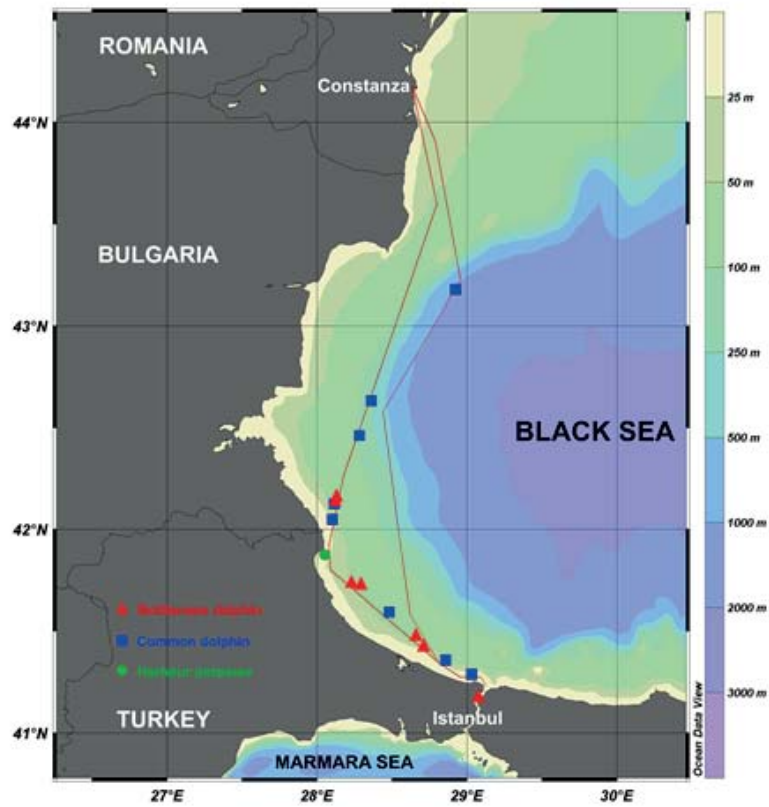 ROMANIA
Constanza
44°N
BULGARIA
43°N
BLACK SEA
42°N
Bottlenose dolphin
Common dolphin
Harbour porpoise
TURKEY
Istanbul
41°N
MARMARA SEA
27°E
28°E
29°E
30°E
25 m
50 m
100 m
250 m
500 m
1000 m
2000 m
3000 m
Ocean Data View